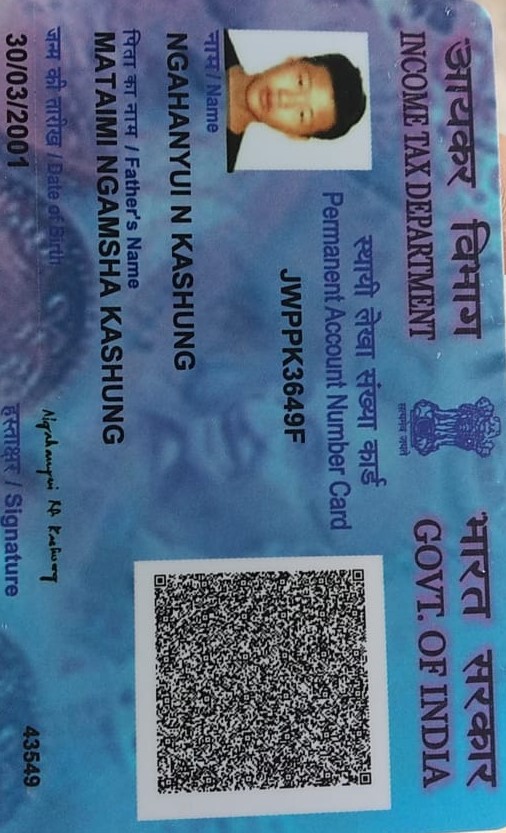 आयकर विभाग
INCOME TAX DEPARTMENT
सत्यमेव जयते
भारत सरकार
GOVT. OF INDIA
स्थायी लेखा संख्या कार्ड
Permanent Account Number Card
JWPPK3649F
नाम / Name
NGAHANYUI N KASHUNG
पिता का नाम / Father's Name
MATAIMI NGAMSHA KASHUNG
जन्म की तारीख / Date of Birth
30/03/2001
Ngahanyui N. Kashung
हस्ताक्षर / Signature
43549